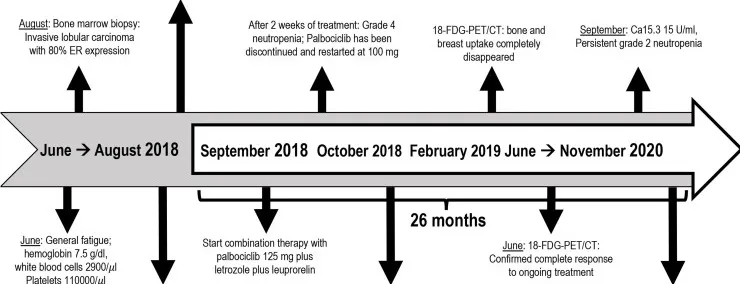 August: Bone marrow biopsy:
Invasive lobular carcinoma
with 80% ER expression
After 2 weeks of treatment: Grade 4
neutropenia; Palbociclib has been
discontinued and restarted at 100 mg
18-FDG-PET/CT: bone and
breast uptake completely
disappeared
September: Ca15.3 15 U/ml,
Persistent grade 2 neutropenia
June → August 2018 September 2018 October 2018 February 2019 June → November 2020
26 months
June: General fatigue;
hemoglobin 7.5 g/dl,
white blood cells 2900/µl
Platelets 110000/µl
Start combination therapy with
palbociclib 125 mg plus
letrozole plus leuprorelin
June: 18-FDG-PET/CT:
Confirmed complete response
to ongoing treatment